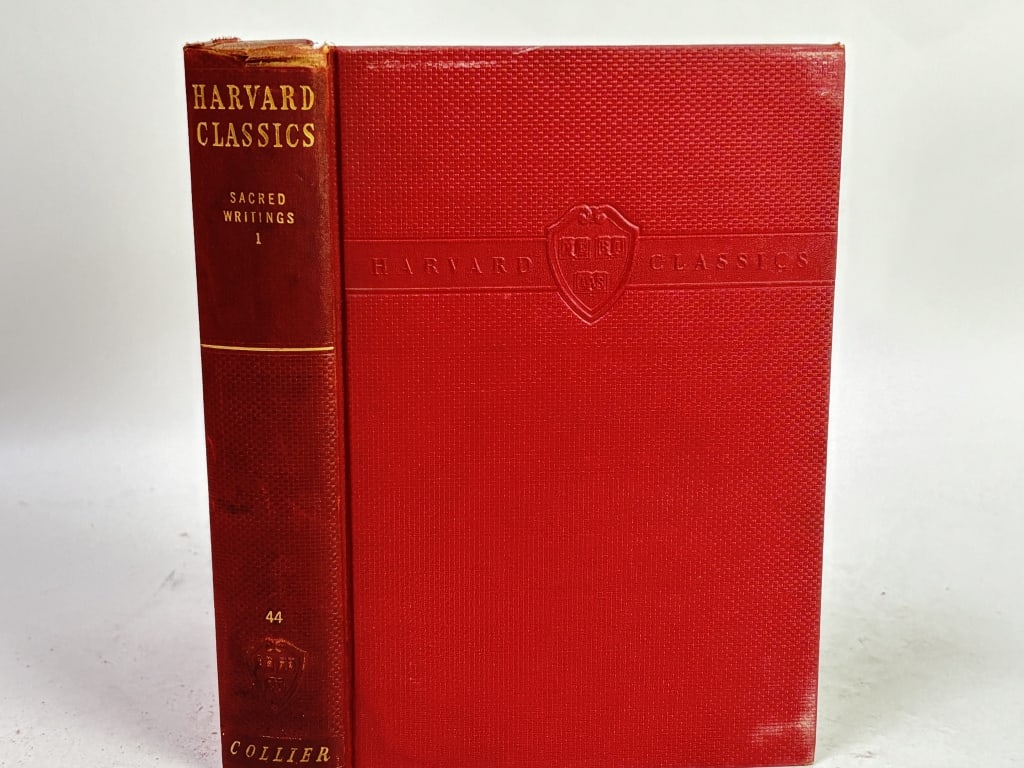 HARVARD
CLASSICS
SACRED
WRITINGS
1
44
COLLIER
HARVARD CLASSICS